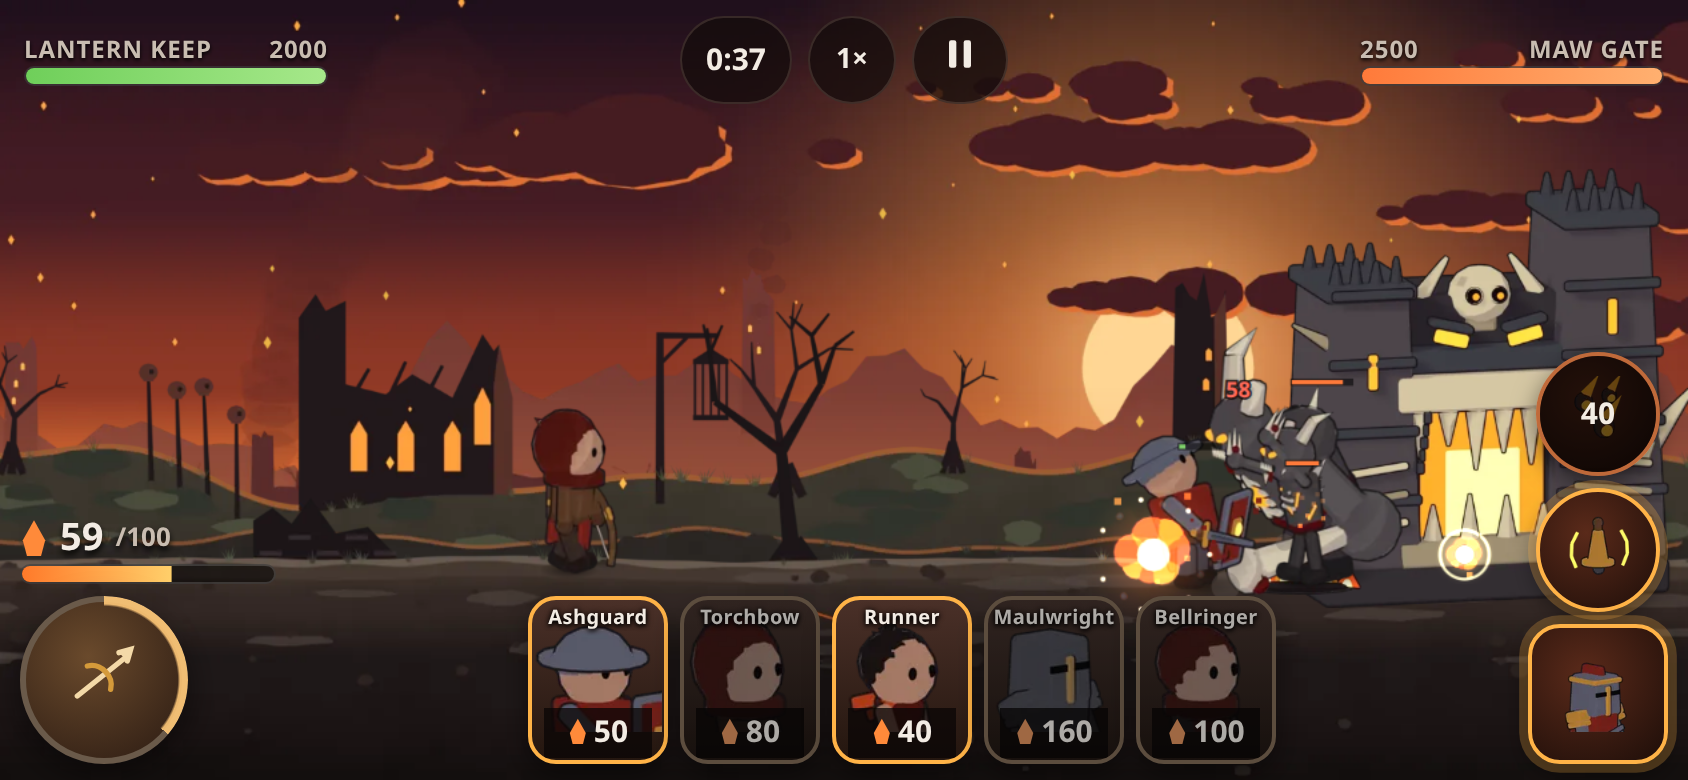 LANTERN KEEP 2000
0:37
1×
2500 MAW GATE
58
40
59 /100
Ashguard
50
Torchbow
80
Runner
40
Maulwright
160
Bellringer
100